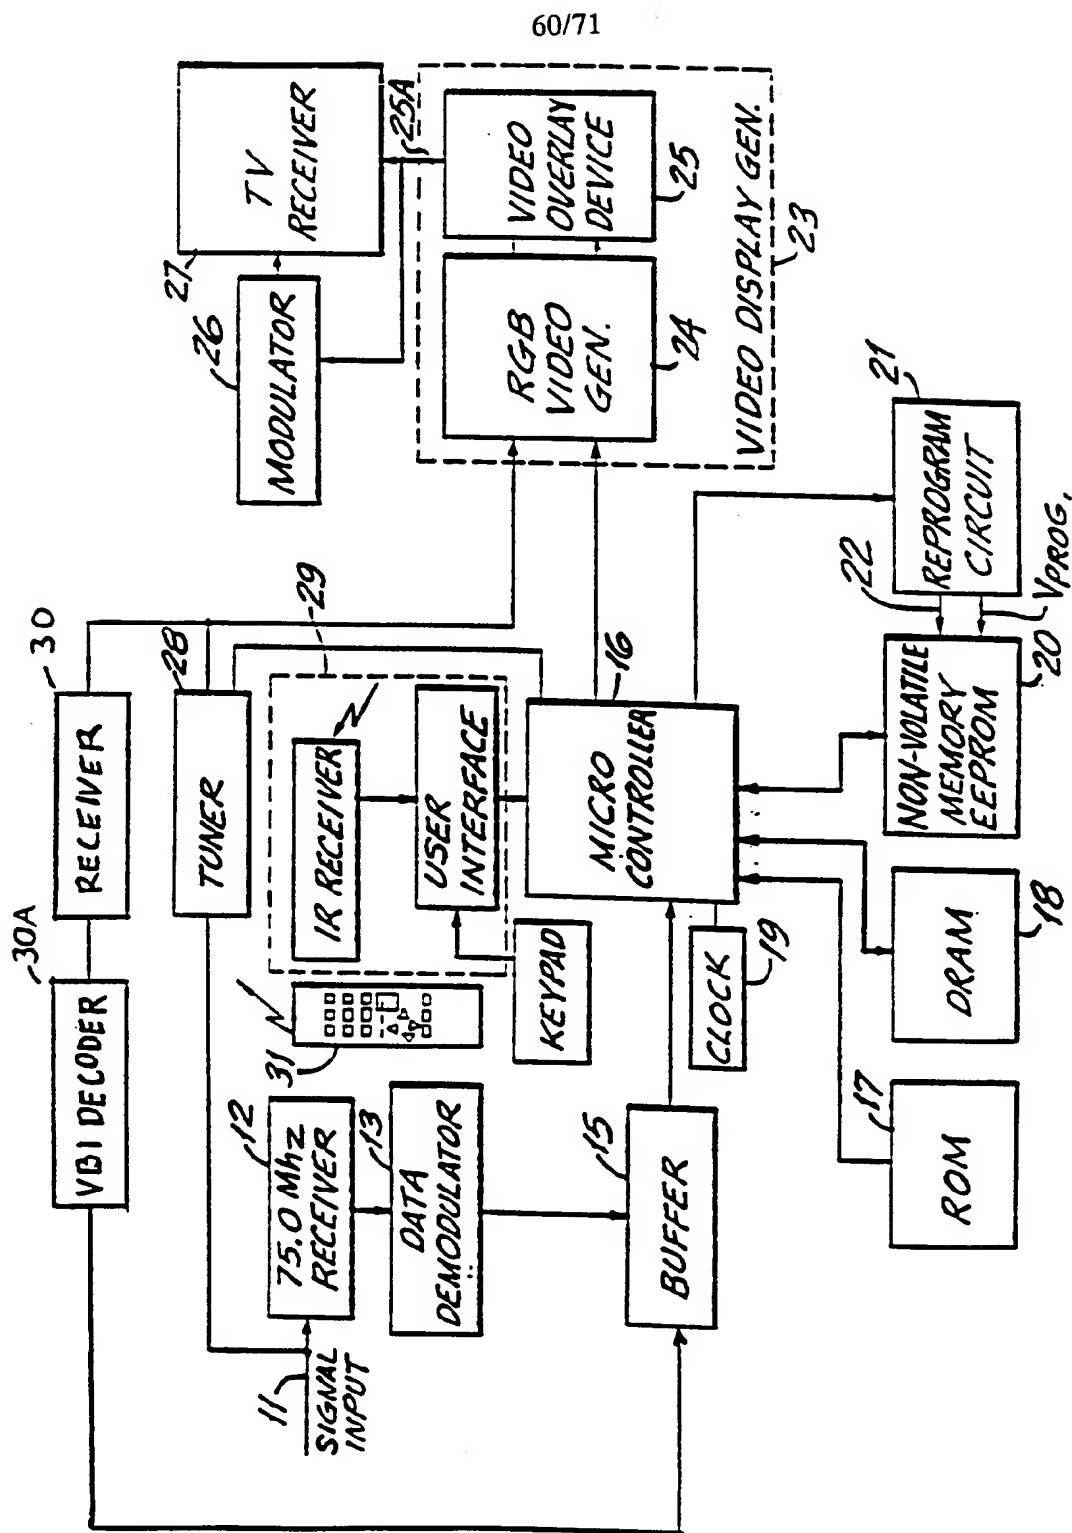 60/71
30A
VBI DECODER
30
RECEIVER
28
TUNER
26
MODULATOR
27
TV
RECEIVER
25A
29
IR RECEIVER
USER
INTERFACE
31
KEYPAD
11
SIGNAL
INPUT
12
75.0 Mhz
RECEIVER
13
DATA
DEMODULATOR
15
BUFFER
16
MICRO
CONTROLLER
19
CLOCK
RGB
VIDEO
GEN.
24
VIDEO
OVERLAY
DEVICE
25
VIDEO DISPLAY GEN.
23
17
ROM
DRAM
18
NON-VOLATILE
MEMORY
EEPROM
20
22
VPROG.
21
REPROGRAM
CIRCUIT